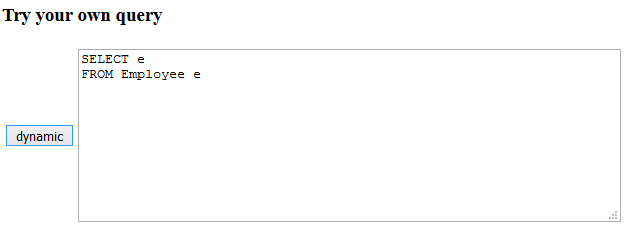 Try your own query
SELECT e
FROM Employee e
dynamic